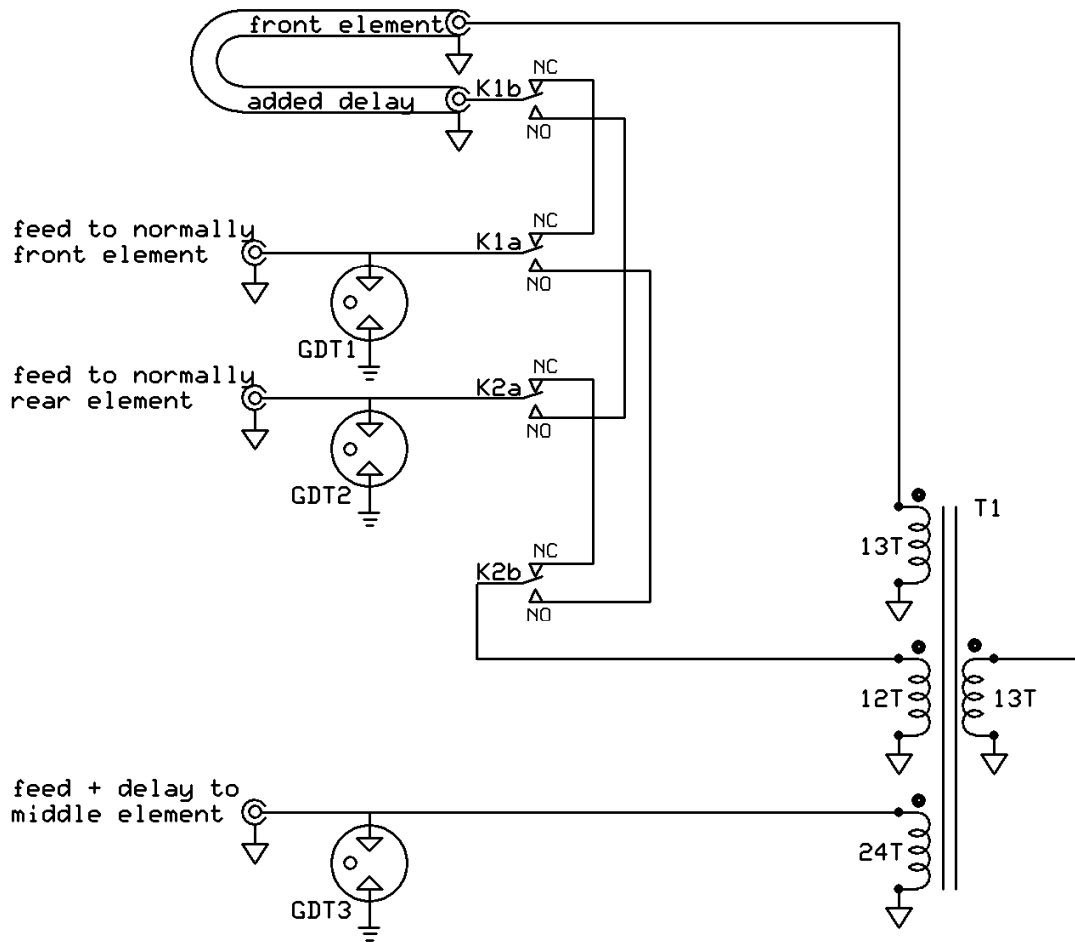 front element
NC
K1b
added delay
NO
feed to normally
front element
NC
K1a
NO
GDT1
feed to normally
rear element
NC
K2a
NO
GDT2
T1
13T
NC
K2b
NO
12T
13T
feed + delay to
middle element
24T
GDT3